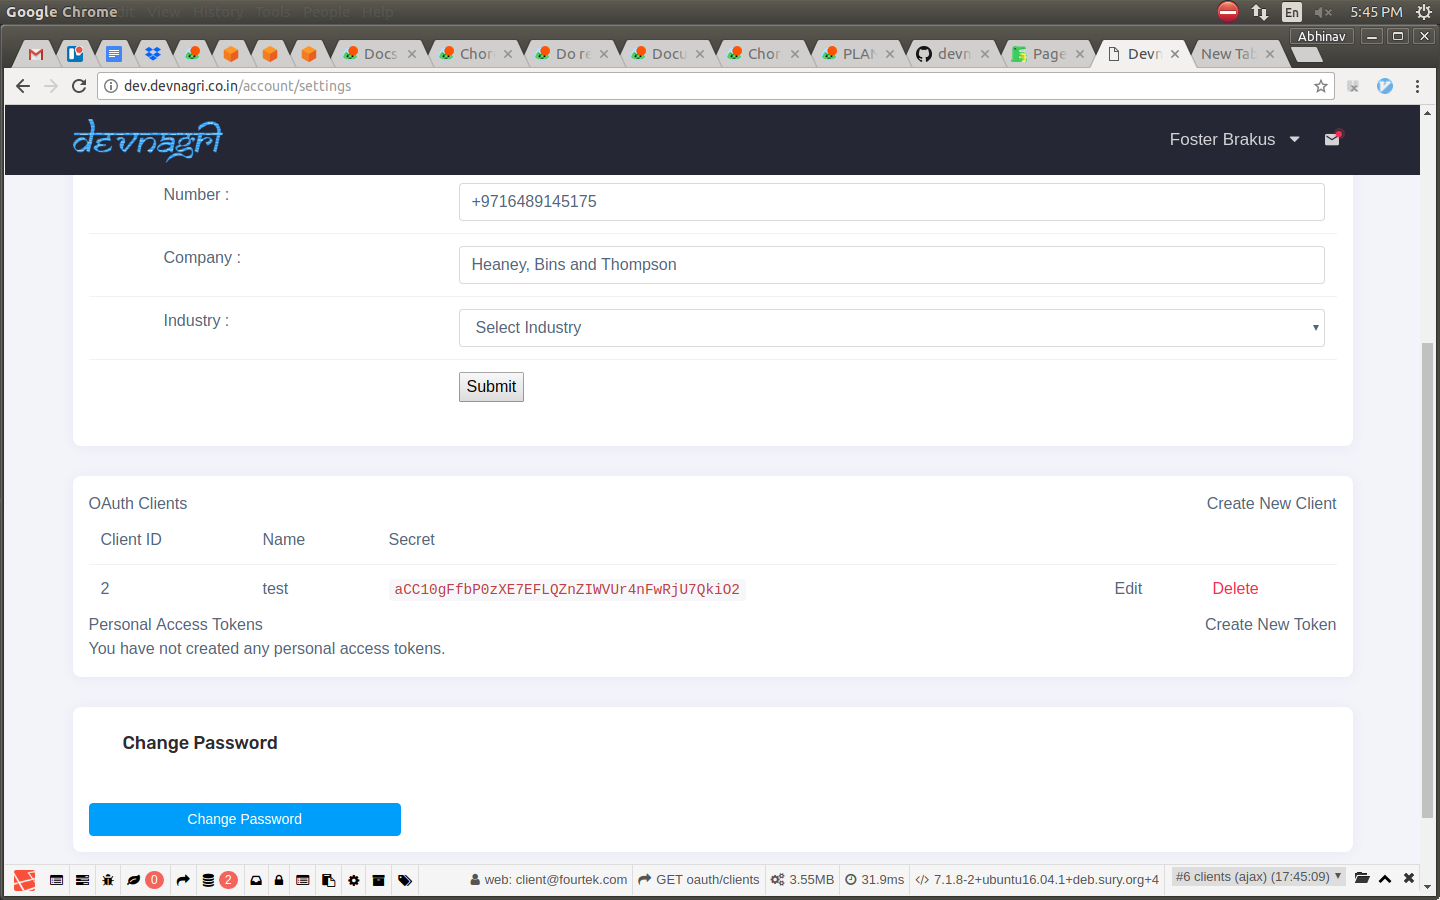 Google Chrome Edit View History Tools People Help
En 5:45 PM
Abhinav
Docs Chor Do re Docu Chor PLAN devn Page Devn New Tab
dev.devnagri.co.in/account/settings
devnagri Foster Brakus
Number : +9716489145175
Company : Heaney, Bins and Thompson
Industry : Select Industry
Submit
OAuth Clients Create New Client
Client ID Name Secret
2 test aCC10gFfbP0zXE7EFLQZnZIWVUr4nFwRjU7QkiO2 Edit Delete
Personal Access Tokens Create New Token
You have not created any personal access tokens.
Change Password
Change Password
0 2 web: client@fourtek.com GET oauth/clients 3.55MB 31.9ms 7.1.8-2+ubuntu16.04.1+deb.sury.org+4 #6 clients (ajax) (17:45:09)